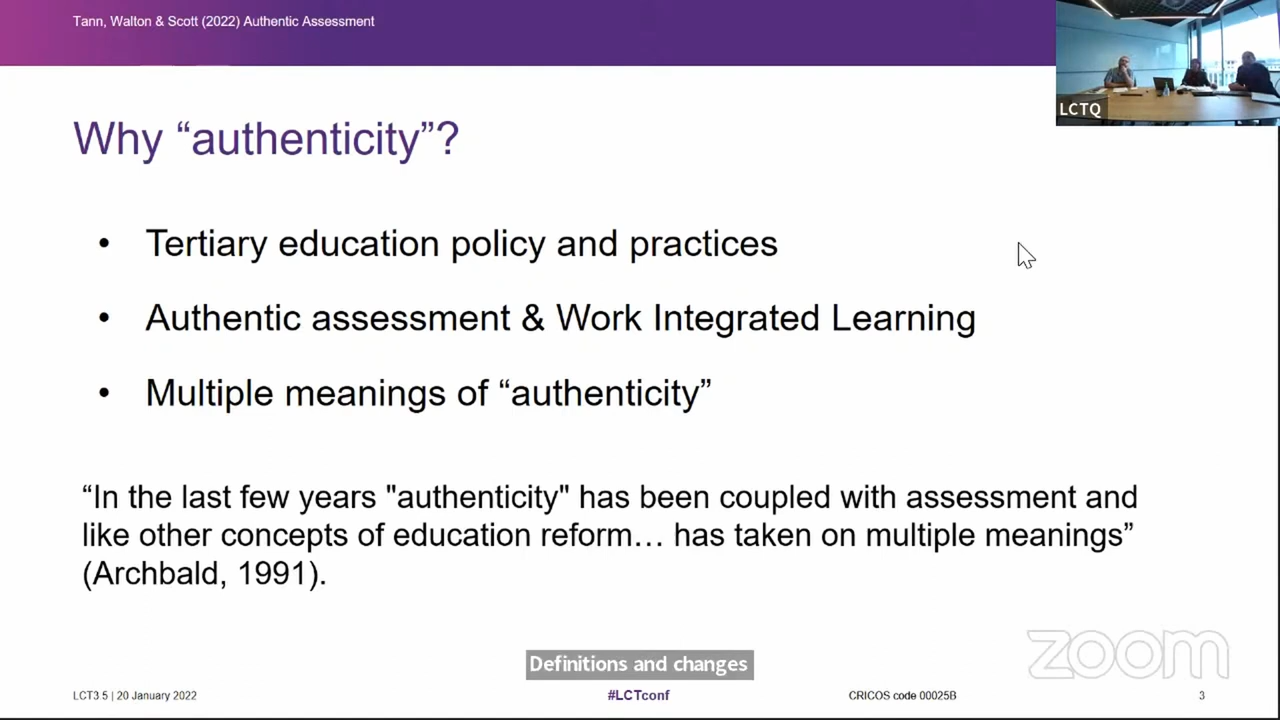 Tann, Walton & Scott (2022) Authentic Assessment
LCTQ
Why “authenticity”?
• Tertiary education policy and practices
• Authentic assessment & Work Integrated Learning
• Multiple meanings of “authenticity”
“In the last few years "authenticity" has been coupled with assessment and
like other concepts of education reform… has taken on multiple meanings”
(Archbald, 1991).
zoom
Definitions and changes
LCT3 5 | 20 January 2022
#LCTconf
CRICOS code 00025B
3